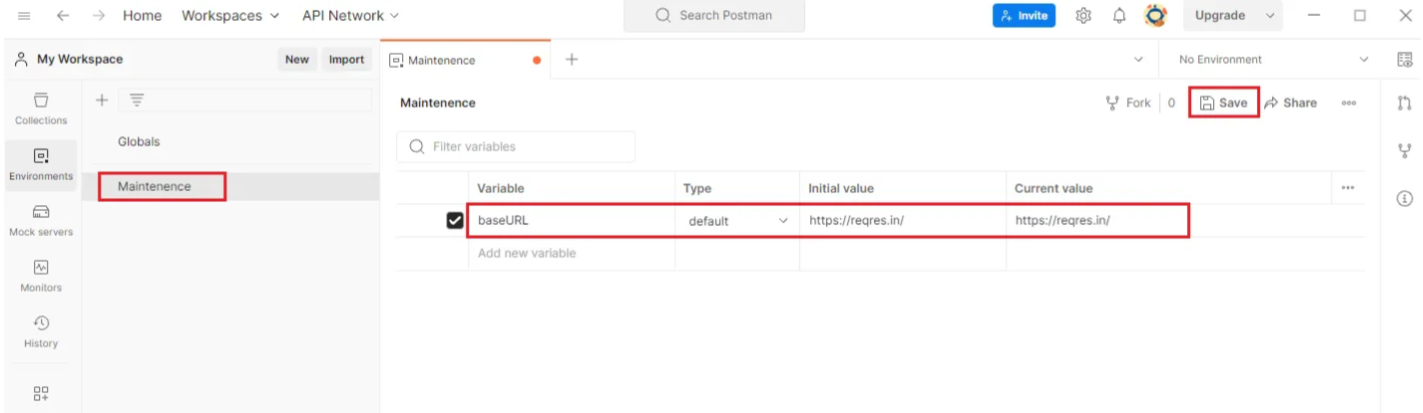 Home Workspaces API Network Search Postman Invite Upgrade
My Workspace New Import Maintenence No Environment
Collections
Environments
Mock servers
Monitors
History
Globals
Maintenence
Maintenence Fork 0 Save Share
Filter variables
Variable Type Initial value Current value
baseURL default https://reqres.in/ https://reqres.in/
Add new variable